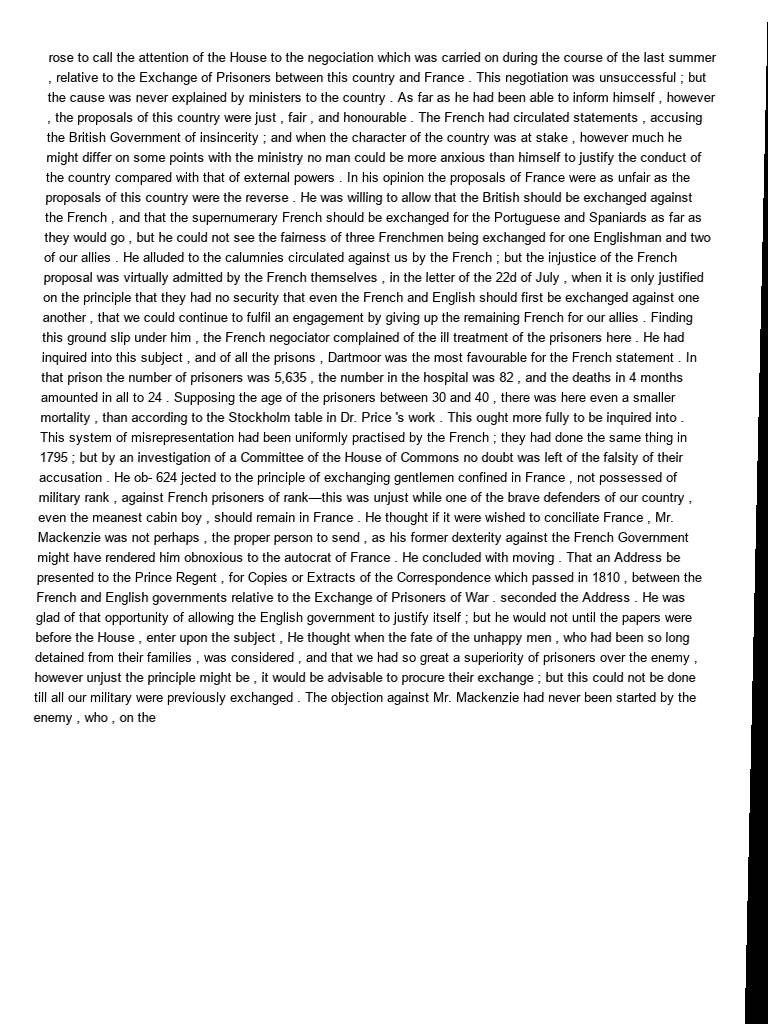 rose to call the attention of the House to the negociation which was carried on during the course of the last summer
, relative to the Exchange of Prisoners between this country and France . This negotiation was unsuccessful ; but
the cause was never explained by ministers to the country . As far as he had been able to inform himself , however
, the proposals of this country were just , fair , and honourable . The French had circulated statements , accusing
the British Government of insincerity ; and when the character of the country was at stake , however much he
might differ on some points with the ministry no man could be more anxious than himself to justify the conduct of
the country compared with that of external powers . In his opinion the proposals of France were as unfair as the
proposals of this country were the reverse . He was willing to allow that the British should be exchanged against
the French , and that the supernumerary French should be exchanged for the Portuguese and Spaniards as far as
they would go , but he could not see the fairness of three Frenchmen being exchanged for one Englishman and two
of our allies . He alluded to the calumnies circulated against us by the French ; but the injustice of the French
proposal was virtually admitted by the French themselves , in the letter of the 22d of July , when it is only justified
on the principle that they had no security that even the French and English should first be exchanged against one
another , that we could continue to fulfil an engagement by giving up the remaining French for our allies . Finding
this ground slip under him , the French negociator complained of the ill treatment of the prisoners here . He had
inquired into this subject , and of all the prisons , Dartmoor was the most favourable for the French statement . In
that prison the number of prisoners was 5,635 , the number in the hospital was 82 , and the deaths in 4 months
amounted in all to 24 . Supposing the age of the prisoners between 30 and 40 , there was here even a smaller
mortality , than according to the Stockholm table in Dr. Price 's work . This ought more fully to be inquired into .
This system of misrepresentation had been uniformly practised by the French ; they had done the same thing in
1795 ; but by an investigation of a Committee of the House of Commons no doubt was left of the falsity of their
accusation . He ob- 624 jected to the principle of exchanging gentlemen confined in France , not possessed of
military rank , against French prisoners of rank—this was unjust while one of the brave defenders of our country ,
even the meanest cabin boy , should remain in France . He thought if it were wished to conciliate France , Mr.
Mackenzie was not perhaps , the proper person to send , as his former dexterity against the French Government
might have rendered him obnoxious to the autocrat of France . He concluded with moving . That an Address be
presented to the Prince Regent , for Copies or Extracts of the Correspondence which passed in 1810 , between the
French and English governments relative to the Exchange of Prisoners of War . seconded the Address . He was
glad of that opportunity of allowing the English government to justify itself ; but he would not until the papers were
before the House , enter upon the subject , He thought when the fate of the unhappy men , who had been so long
detained from their families , was considered , and that we had so great a superiority of prisoners over the enemy ,
however unjust the principle might be , it would be advisable to procure their exchange ; but this could not be done
till all our military were previously exchanged . The objection against Mr. Mackenzie had never been started by the
enemy , who , on the